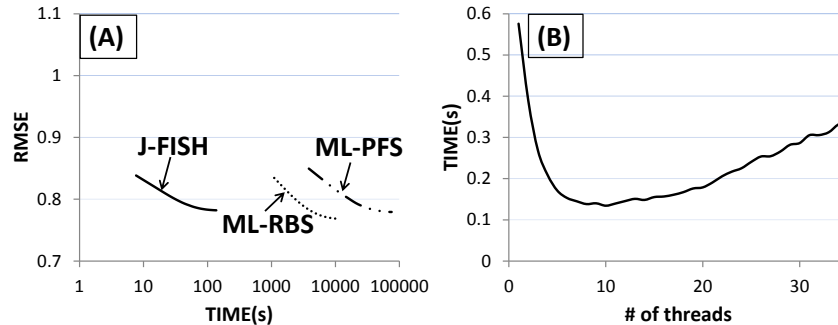 (A)
RMSE
1.1
1
0.9
0.8
0.7
J-FISH
ML-RBS
ML-PFS
1 10 100 1000 10000 100000
TIME(s)
(B)
TIME(s)
0.6
0.5
0.4
0.3
0.2
0.1
0
0 10 20 30
# of threads